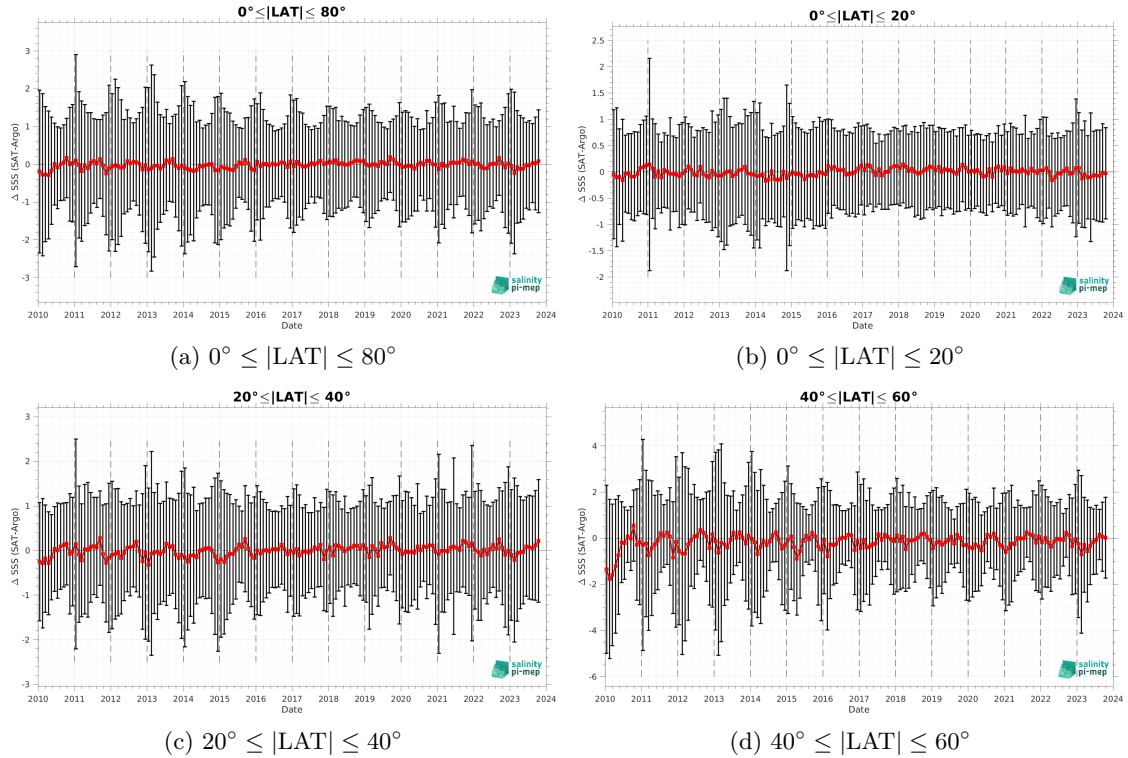 0°≤|LAT|≤ 80°
Δ SSS (SAT-Argo)
3
2
1
0
-1
-2
-3
salinity
pi-mep
2010 2011 2012 2013 2014 2015 2016 2017 2018 2019 2020 2021 2022 2023 2024
Date
(a) 0° ≤ |LAT| ≤ 80°
0°≤|LAT|≤ 20°
Δ SSS (SAT-Argo)
2.5
2
1.5
1
0.5
0
-0.5
-1
-1.5
-2
salinity
pi-mep
2010 2011 2012 2013 2014 2015 2016 2017 2018 2019 2020 2021 2022 2023 2024
Date
(b) 0° ≤ |LAT| ≤ 20°
20°≤|LAT|≤ 40°
Δ SSS (SAT-Argo)
3
2
1
0
-1
-2
-3
salinity
pi-mep
2010 2011 2012 2013 2014 2015 2016 2017 2018 2019 2020 2021 2022 2023 2024
Date
(c) 20° ≤ |LAT| ≤ 40°
40°≤|LAT|≤ 60°
Δ SSS (SAT-Argo)
4
2
0
-2
-4
-6
salinity
pi-mep
2010 2011 2012 2013 2014 2015 2016 2017 2018 2019 2020 2021 2022 2023 2024
Date
(d) 40° ≤ |LAT| ≤ 60°